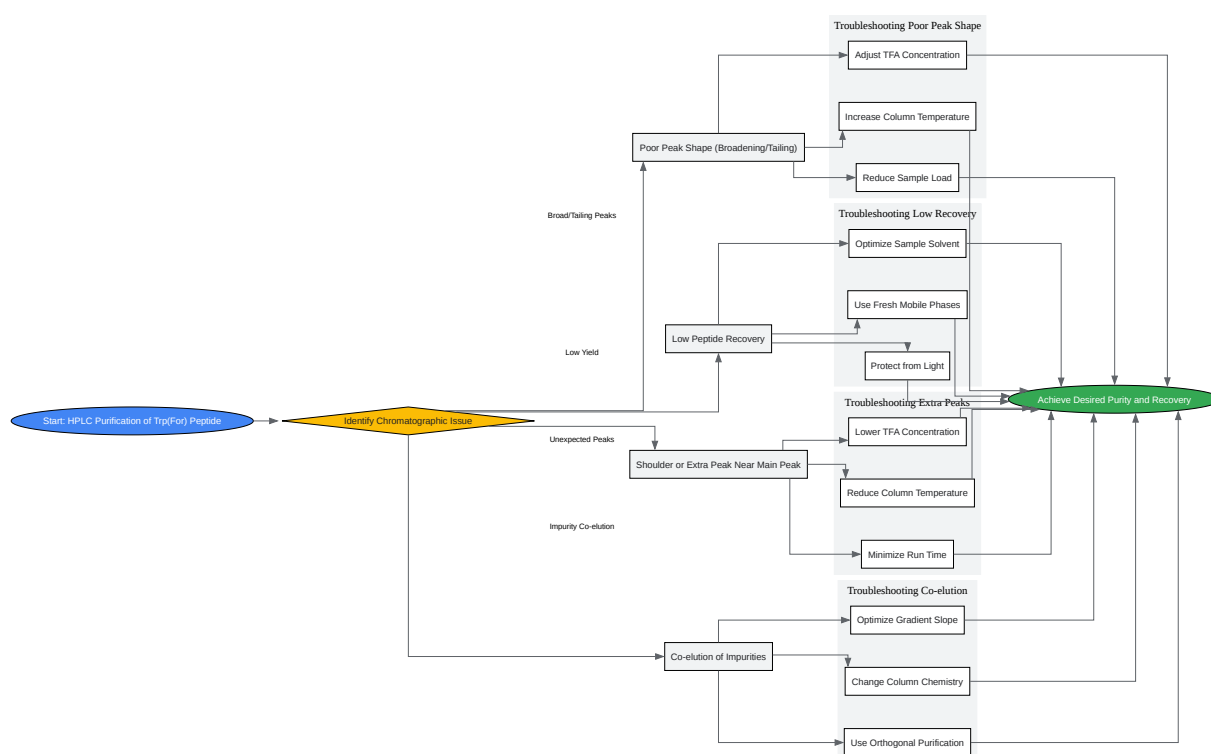 Troubleshooting Poor Peak Shape
Adjust TFA Concentration
Increase Column Temperature
Poor Peak Shape (Broadening/Tailing)
Reduce Sample Load
Broad/Tailing Peaks
Troubleshooting Low Recovery
Optimize Sample Solvent
Use Fresh Mobile Phases
Low Peptide Recovery
Low Yield
Protect from Light
Achieve Desired Purity and Recovery
Troubleshooting Extra Peaks
Start: HPLC Purification of Trp(For) Peptide
Identify Chromatographic Issue
Lower TFA Concentration
Unexpected Peaks
Shoulder or Extra Peak Near Main Peak
Reduce Column Temperature
Impurity Co-elution
Minimize Run Time
Troubleshooting Co-elution
Optimize Gradient Slope
Co-elution of Impurities
Change Column Chemistry
Use Orthogonal Purification